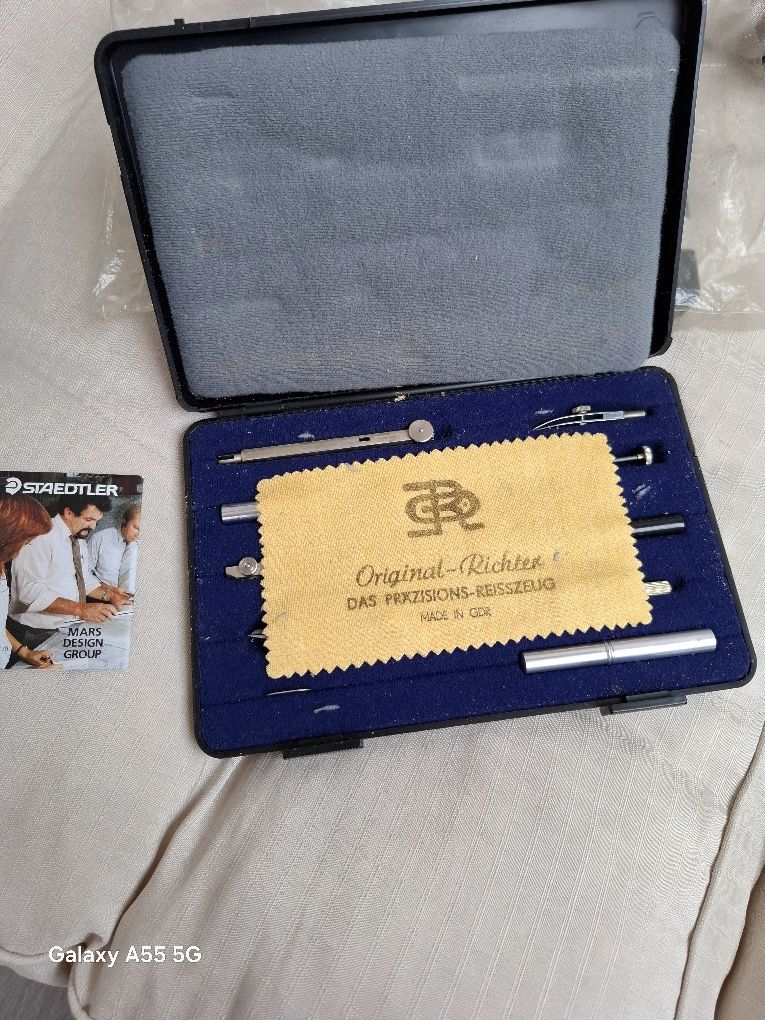 STAEDTLER
MARS
DESIGN
GROUP
Original-Richter
DAS PRÄZISIONS-REISSZEUG
MADE IN GDR
Galaxy A55 5G